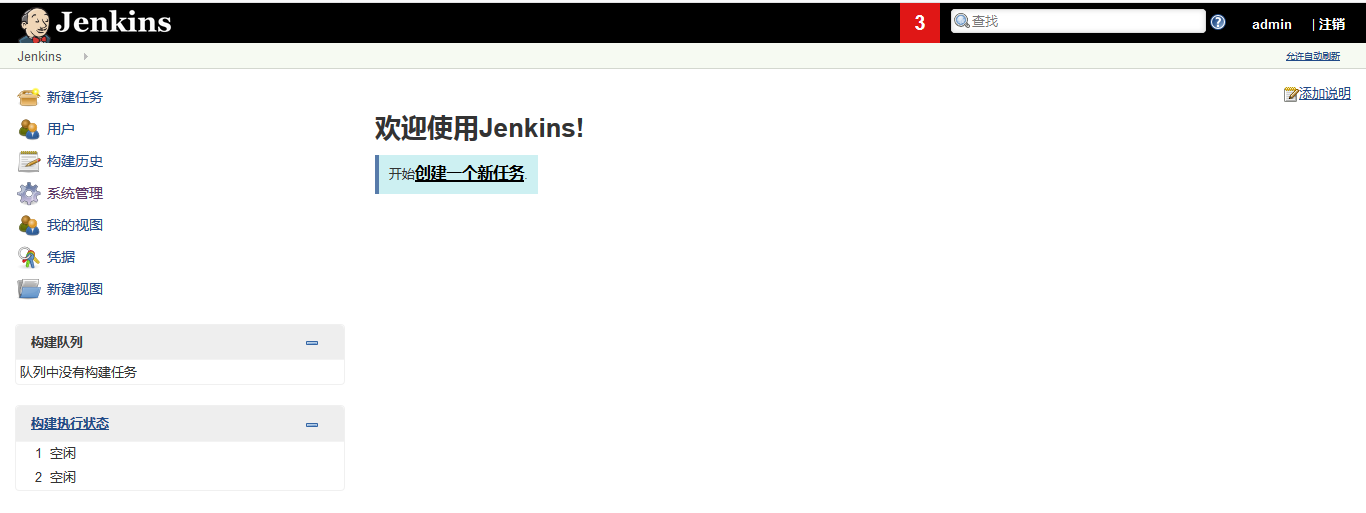 Jenkins
3
查找
admin
| 注销
Jenkins
允许自动刷新
新建任务
用户
构建历史
系统管理
我的视图
凭据
新建视图
添加说明
欢迎使用Jenkins!
开始创建一个新任务.
构建队列
队列中没有构建任务
构建执行状态
1 空闲
2 空闲